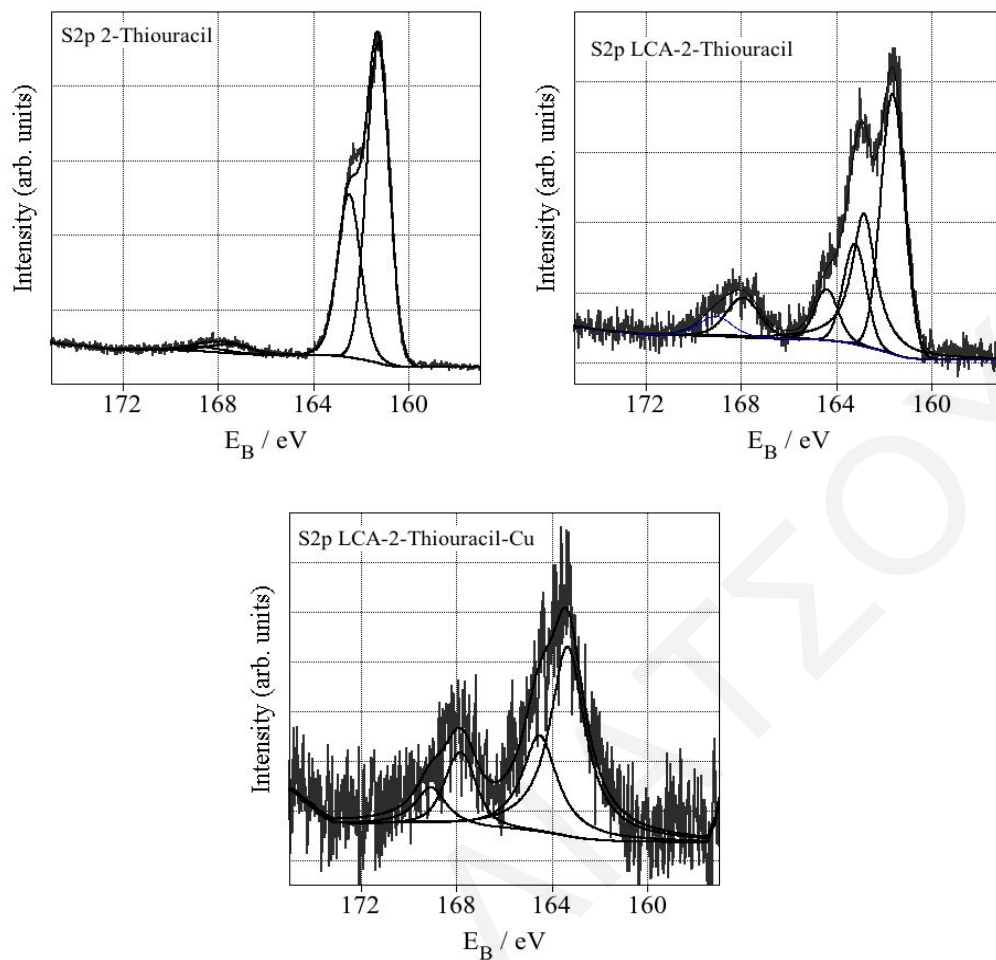 S2p 2-Thiouracil
Intensity (arb. units)
172 168 164 160
E_B / eV
S2p LCA-2-Thiouracil
Intensity (arb. units)
172 168 164 160
E_B / eV
S2p LCA-2-Thiouracil-Cu
Intensity (arb. units)
172 168 164 160
E_B / eV